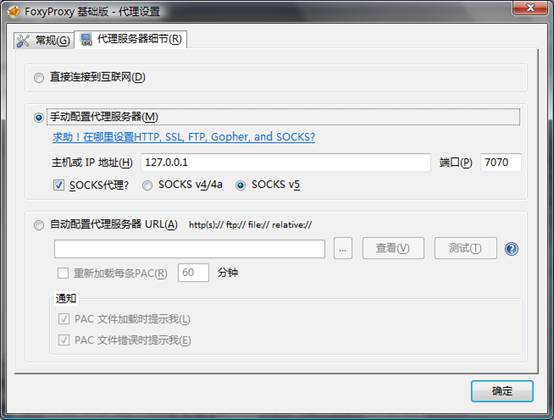 FoxyProxy 基础版 - 代理设置
常规(G)
代理服务器细节(R)
直接连接到互联网(D)
手动配置代理服务器(M)
求助！在哪里设置HTTP, SSL, FTP, Gopher, and SOCKS?
主机或 IP 地址(H) 127.0.0.1 端口(P) 7070
SOCKS代理? SOCKS v4/4a SOCKS v5
自动配置代理服务器 URL(A) http(s):// ftp:// file:// relative://
... 查看(V) 测试(T) ?
重新加载每条PAC(R) 60 分钟
通知
PAC 文件加载时提示我(L)
PAC 文件错误时提示我(E)
确定